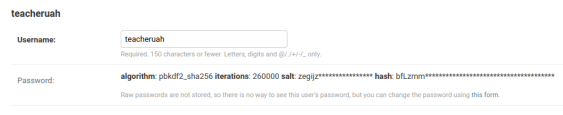 teacheruah
Username:
teacheruah
Required. 150 characters or fewer. Letters, digits and @/./+/-/_ only.
Password:
algorithm: pbkdf2_sha256 iterations: 260000 salt: zegijz**************** hash: bfLzmm**************************************
Raw passwords are not stored, so there is no way to see this user's password, but you can change the password using this form.